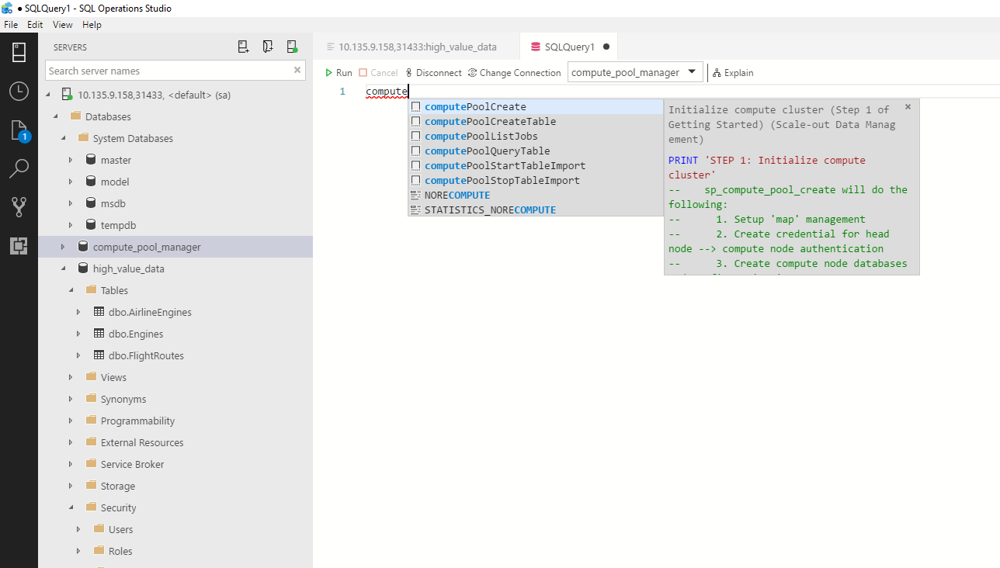 ● SQLQuery1 - SQL Operations Studio
File Edit View Help
SERVERS
Search server names
10.135.9.158,31433, <default> (sa)
Databases
System Databases
master
model
msdb
tempdb
compute_pool_manager
high_value_data
Tables
dbo.AirlineEngines
dbo.Engines
dbo.FlightRoutes
Views
Synonyms
Programmability
External Resources
Service Broker
Storage
Security
Users
Roles
1
10.135.9.158,31433:high_value_data
SQLQuery1 ●
Run Cancel Disconnect Change Connection compute_pool_manager Explain
1 compute
computePoolCreate
computePoolCreateTable
computePoolListJobs
computePoolQueryTable
computePoolStartTableImport
computePoolStopTableImport
NORECOMPUTE
STATISTICS_NORECOMPUTE
Initialize compute cluster (Step 1 of
Getting Started) (Scale-out Data Manag
ement)
PRINT 'STEP 1: Initialize compute
cluster'
-- sp_compute_pool_create will do the
following:
-- 1. Setup 'map' management
-- 2. Create credential for head
node --> compute node authentication
-- 3. Create compute node databases